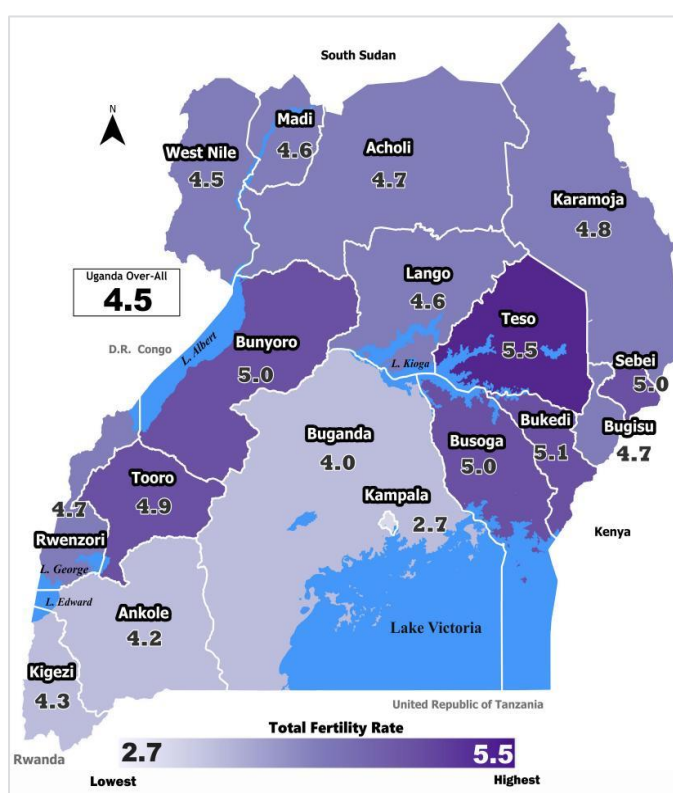 South Sudan
N
Madi
4.6
West Nile
4.5
Acholi
4.7
Karamoja
4.8
Uganda Over-All
4.5
Lango
4.6
Teso
5.5
D.R. Congo
L. Albert
Bunyoro
5.0
L. Kioga
Sebei
5.0
Buganda
4.0
Busoga
5.0
Bukedi
5.1
Bugisu
4.7
Tooro
4.9
Kampala
2.7
4.7
Rwenzori
Kenya
L. George
L. Edward
Ankole
4.2
Lake Victoria
Kigezi
4.3
United Republic of Tanzania
Rwanda
Total Fertility Rate
2.7
5.5
Lowest
Highest